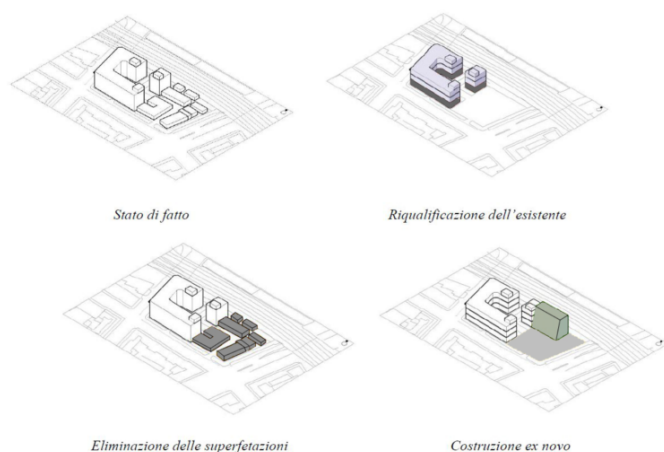 Stato di fatto
Riqualificazione dell'esistente
Eliminazione delle superfetazioni
Costruzione ex novo